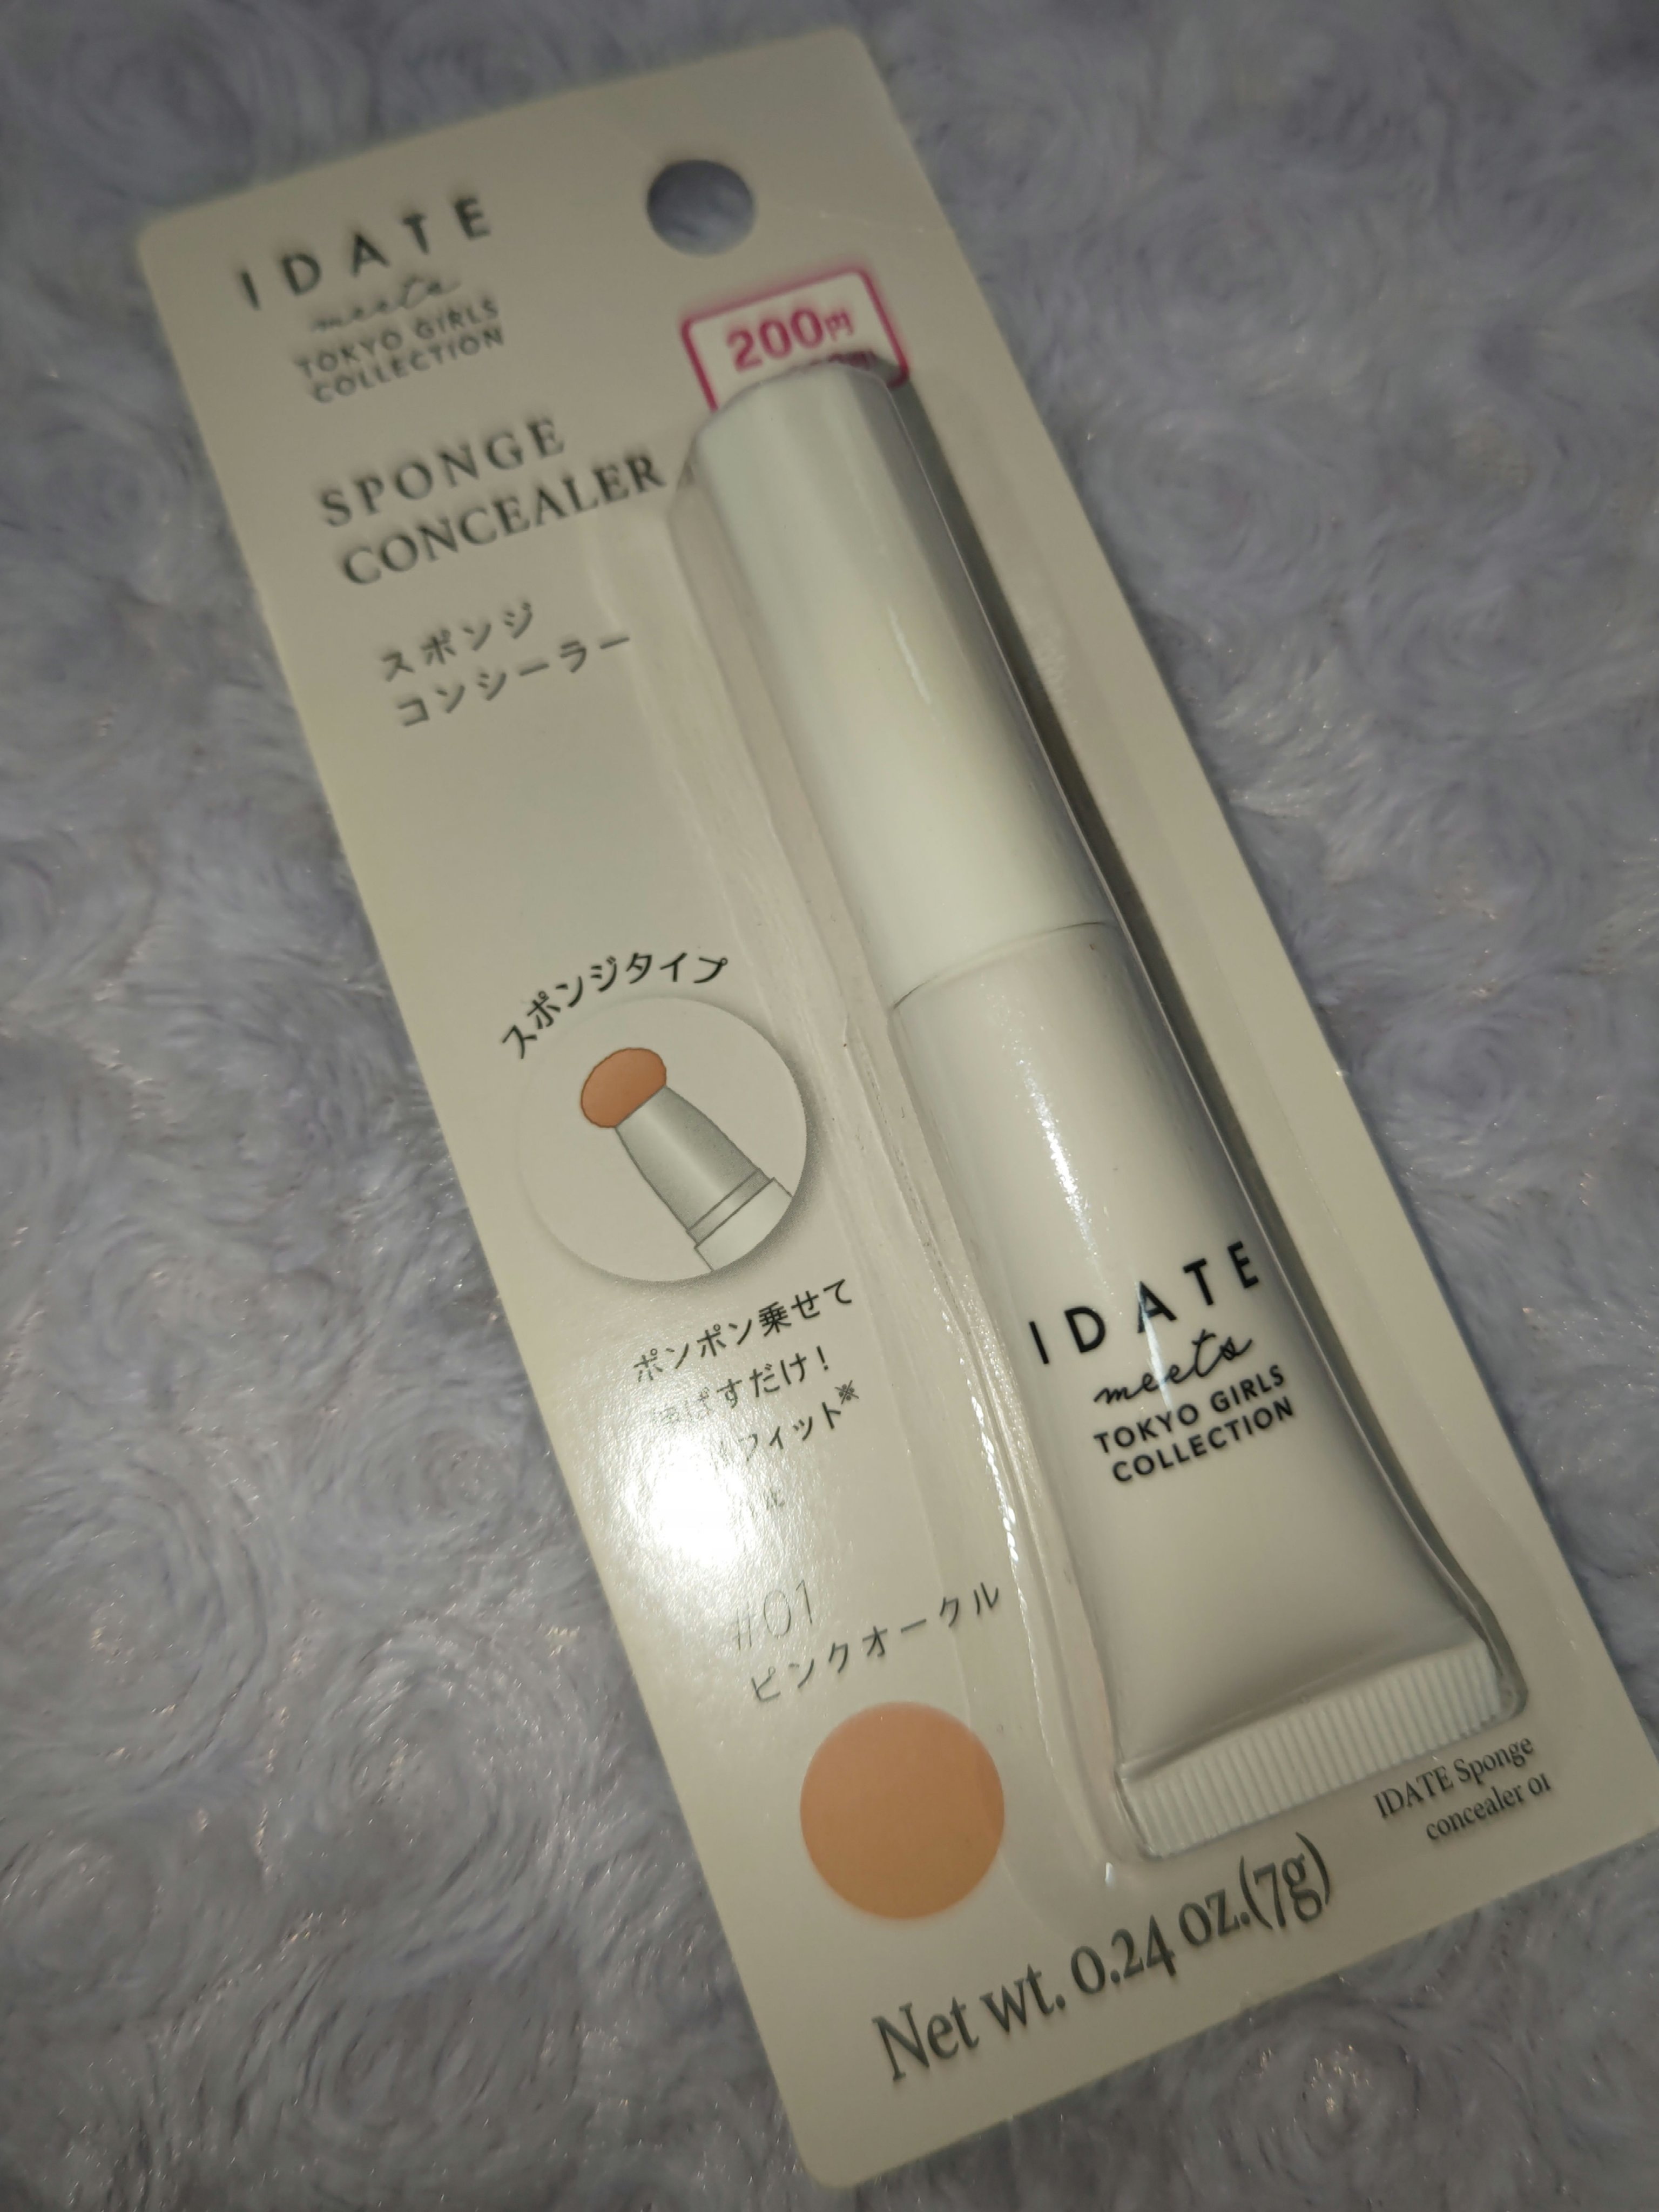 IDATE
meets
TOKYO GIRLS
COLLECTION
200円
SPONGE
CONCEALER
スポンジ
コンシーラー
スポンジタイプ
ポンポン乗せて
ばすだけ!
フィット※
#01
ピンクオークル
IDATE
meets
TOKYO GIRLS
COLLECTION
IDATE Sponge
concealer 01
Net wt. 0.24 oz.(7g)